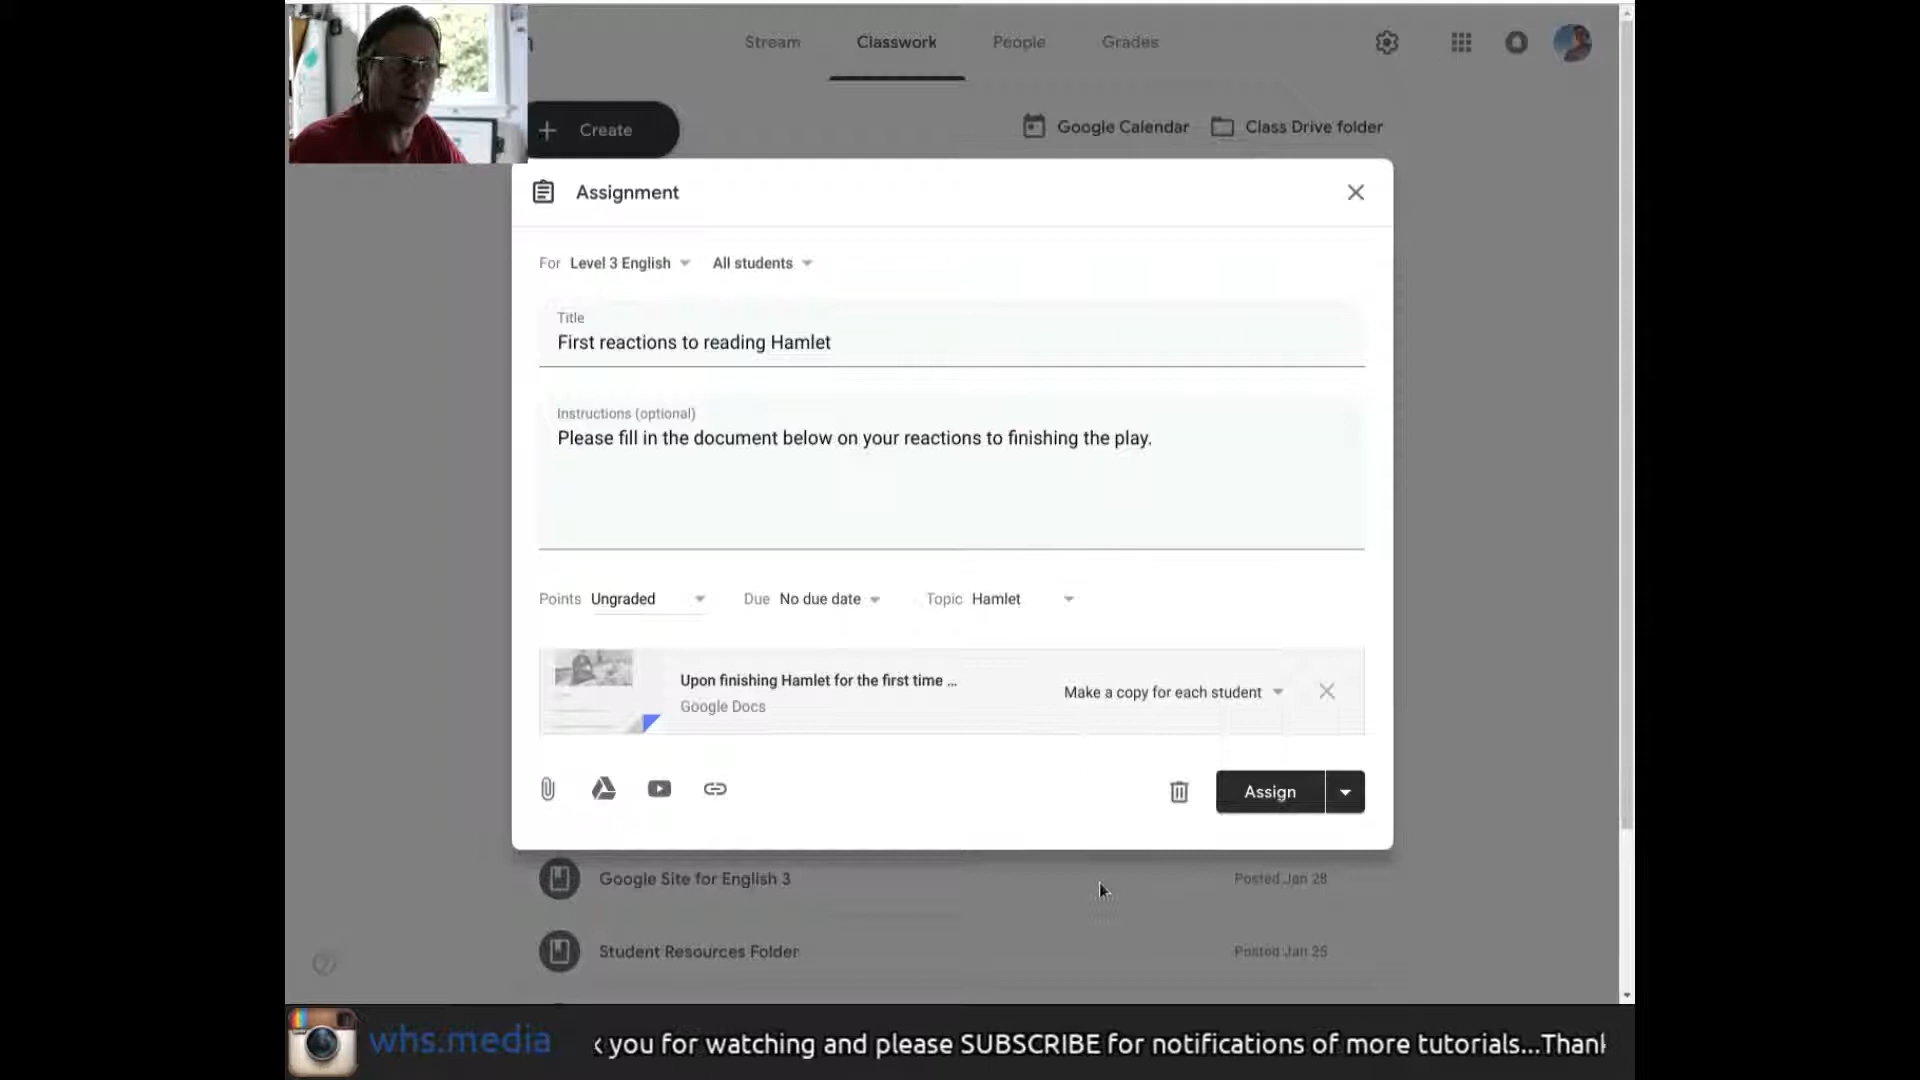 Stream Classwork People Grades
Create Google Calendar Class Drive folder
Assignment
For Level 3 English All students
Title
First reactions to reading Hamlet
Instructions (optional)
Please fill in the document below on your reactions to finishing the play.
Points Ungraded Due No due date Topic Hamlet
Upon finishing Hamlet for the first time ...
Google Docs
Make a copy for each student
Assign
Google Site for English 3 Posted Jan 28
Student Resources Folder Posted Jan 25
whs.media you for watching and please SUBSCRIBE for notifications of more tutorials...Thank